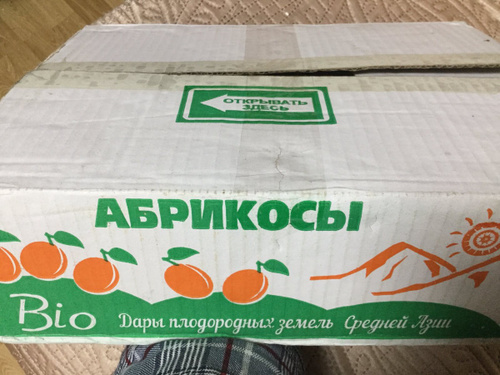 ОТКРЫВАТЬ
ЗДЕСЬ
АБРИКОСЫ
Bio Дары плодородных земель Средней Азии